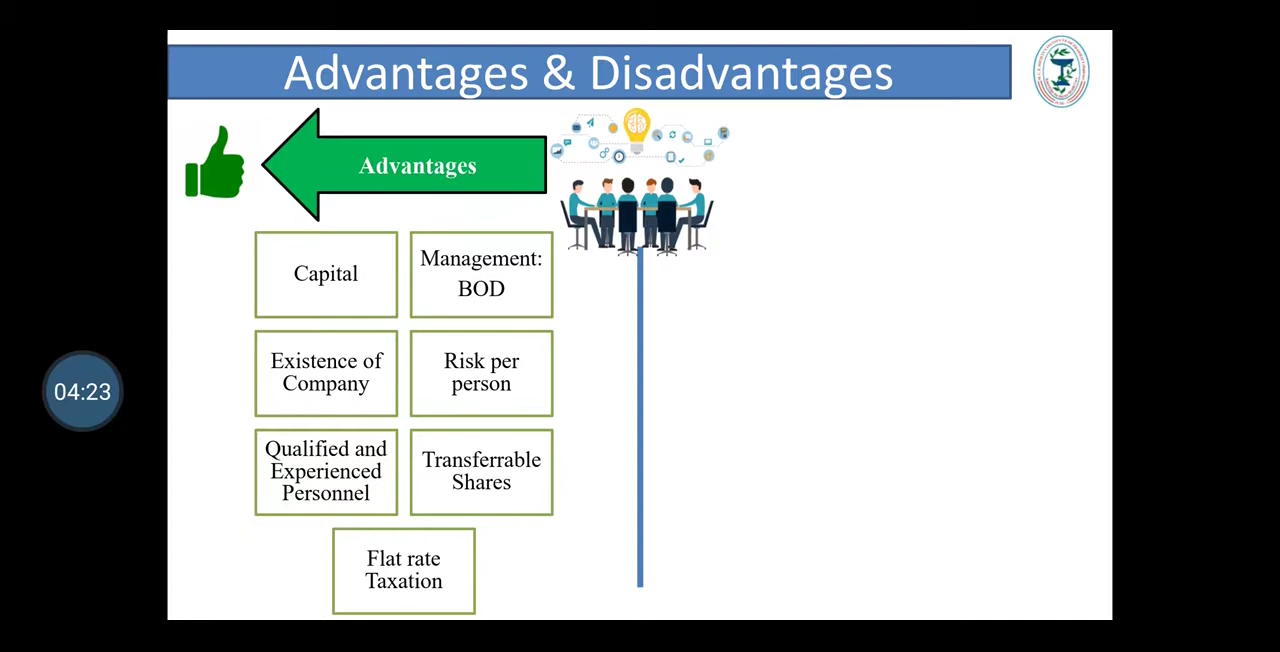 Advantages & Disadvantages
Advantages
Capital
Management:
BOD
Existence of
Company
Risk per
person
Qualified and
Experienced
Personnel
Transferrable
Shares
Flat rate
Taxation
04:23